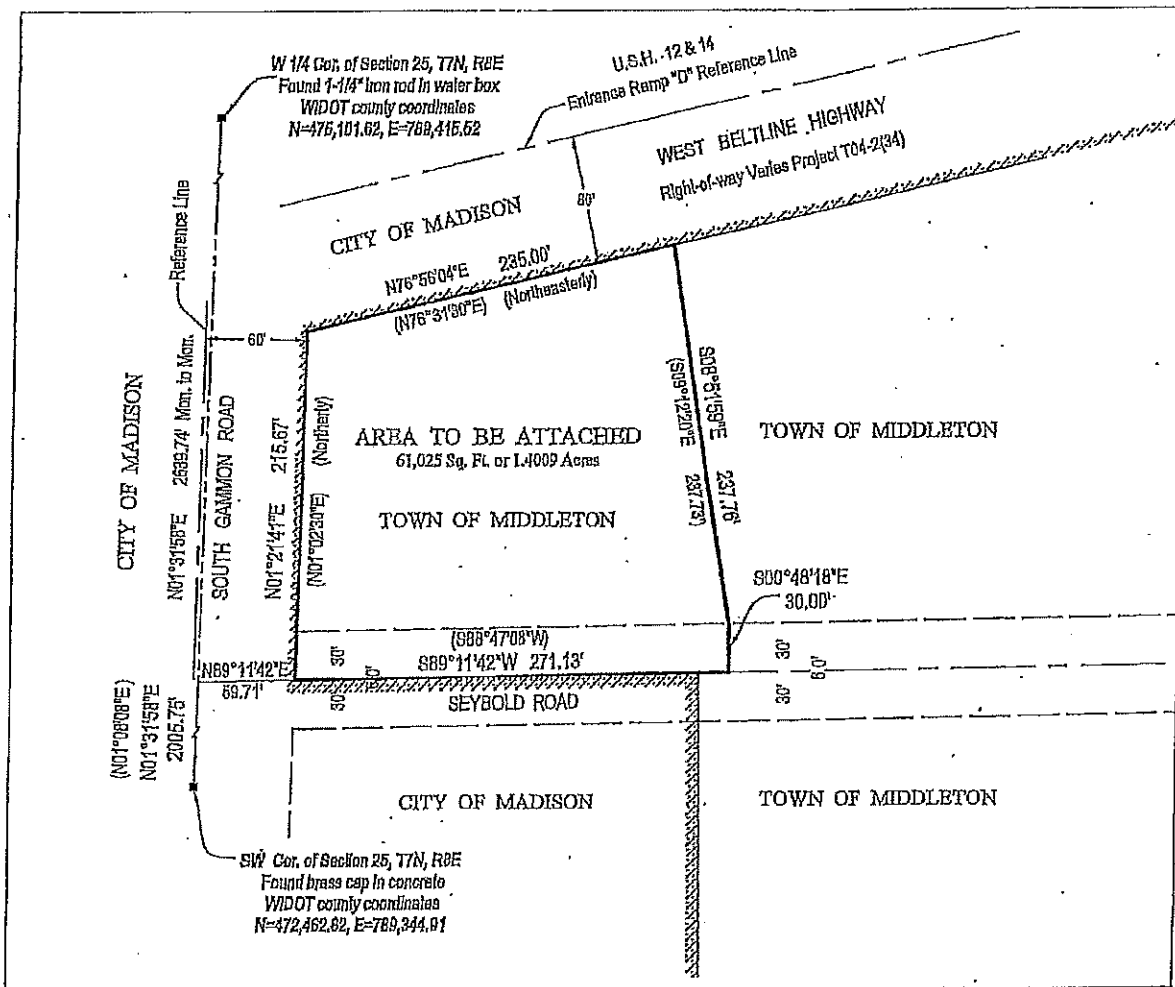 W 1/4 Cor. of Section 25, T7N, R8E
Found 1-1/4" iron rod in water box
WIDOT county coordinates
N=475,101.62, E=789,415.52
U.S.H. 12 & 14
Entrance Ramp "D" Reference Line
WEST BELTLINE HIGHWAY
Right-of-way Varies Project T04-2(34)
CITY OF MADISON
80'
N76°56'04"E 235.00'
(N76°31'30"E) (Northeasterly)
Reference Line
60'
CITY OF MADISON
N01°31'58"E 2639.74' Mon. to Mon.
SOUTH GAMMON ROAD
N01°21'41"E 215.67'
(N01°02'30"E) (Northerly)
AREA TO BE ATTACHED
61,025 Sq. Ft. or 1.4009 Acres
TOWN OF MIDDLETON
S08°51'59"E 237.76'
(S09°12'20"E 237.73')
TOWN OF MIDDLETON
S00°48'18"E
30.00'
(S88°47'08"W)
S89°11'42"W 271.13'
30'
60'
30'
SEYBOLD ROAD
30'
60'
30'
N89°11'42"E
69.71'
(N01°08'08"E)
N01°31'58"E
2005.75'
CITY OF MADISON
TOWN OF MIDDLETON
SW Cor. of Section 25, T7N, R8E
Found brass cap in concrete
WIDOT county coordinates
N=472,462.82, E=789,344.91